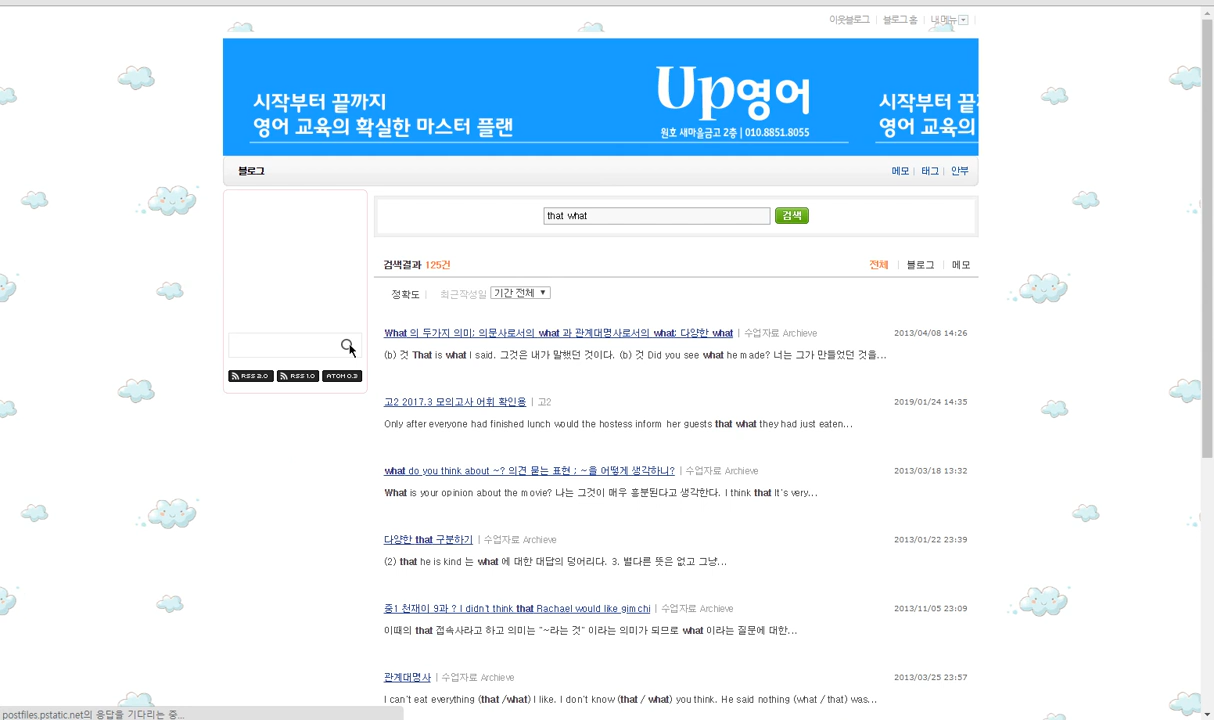 아웃블로그 | 블로그 홈 | 내 메뉴
시작부터 끝까지
영어 교육의 확실한 마스터 플랜
Up영어
원호 새마을금고 2층 | 010.8851.8055
시작부터 끝
영어 교육의
블로그
메모 | 태그 | 안부
that what 검색
검색결과 125건
전체 | 블로그 | 메모
정확도 | 최근작성일 기간 전체
What 의 두가지 의미; 의문사로서의 what 과 관계대명사로서의 what; 다양한 what | 수업자료 Archieve 2013/04/08 14:26
(b) 것 That is what I said. 그것은 내가 말했던 것이다. (b) 것 Did you see what he made? 너는 그가 만들었던 것을...
RSS 2.0 RSS 1.0 ATOM 0.3
고2 2017.3 모의고사 어휘 확인용 | 고2 2019/01/24 14:35
Only after everyone had finished lunch would the hostess inform her guests that what they had just eaten...
what do you think about ~? 의견 묻는 표현 ; ~을 어떻게 생각하니? | 수업자료 Archieve 2013/03/18 13:32
What is your opinion about the movie? 나는 그것이 매우 흥분된다고 생각한다. I think that It's very...
다양한 that 구분하기 | 수업자료 Archieve 2013/01/22 23:39
(2) that he is kind 는 what 에 대한 대답의 덩어리다. 3. 별다른 뜻은 없고 그냥...
중1 천재이 9과 ? I didn't think that Rachael would like gimchi | 수업자료 Archieve 2013/11/05 23:09
이때의 that 접속사라고 하고 의미는 "~라는 것" 이라는 의미가 되므로 what 이라는 질문에 대한...
관계대명사 | 수업자료 Archieve 2013/03/25 23:57
I can't eat everything (that /what) I like. I don't know (that / what) you think. He said nothing (what / that) was...
postfiles.pstatic.net의 응답을 기다리는 중...